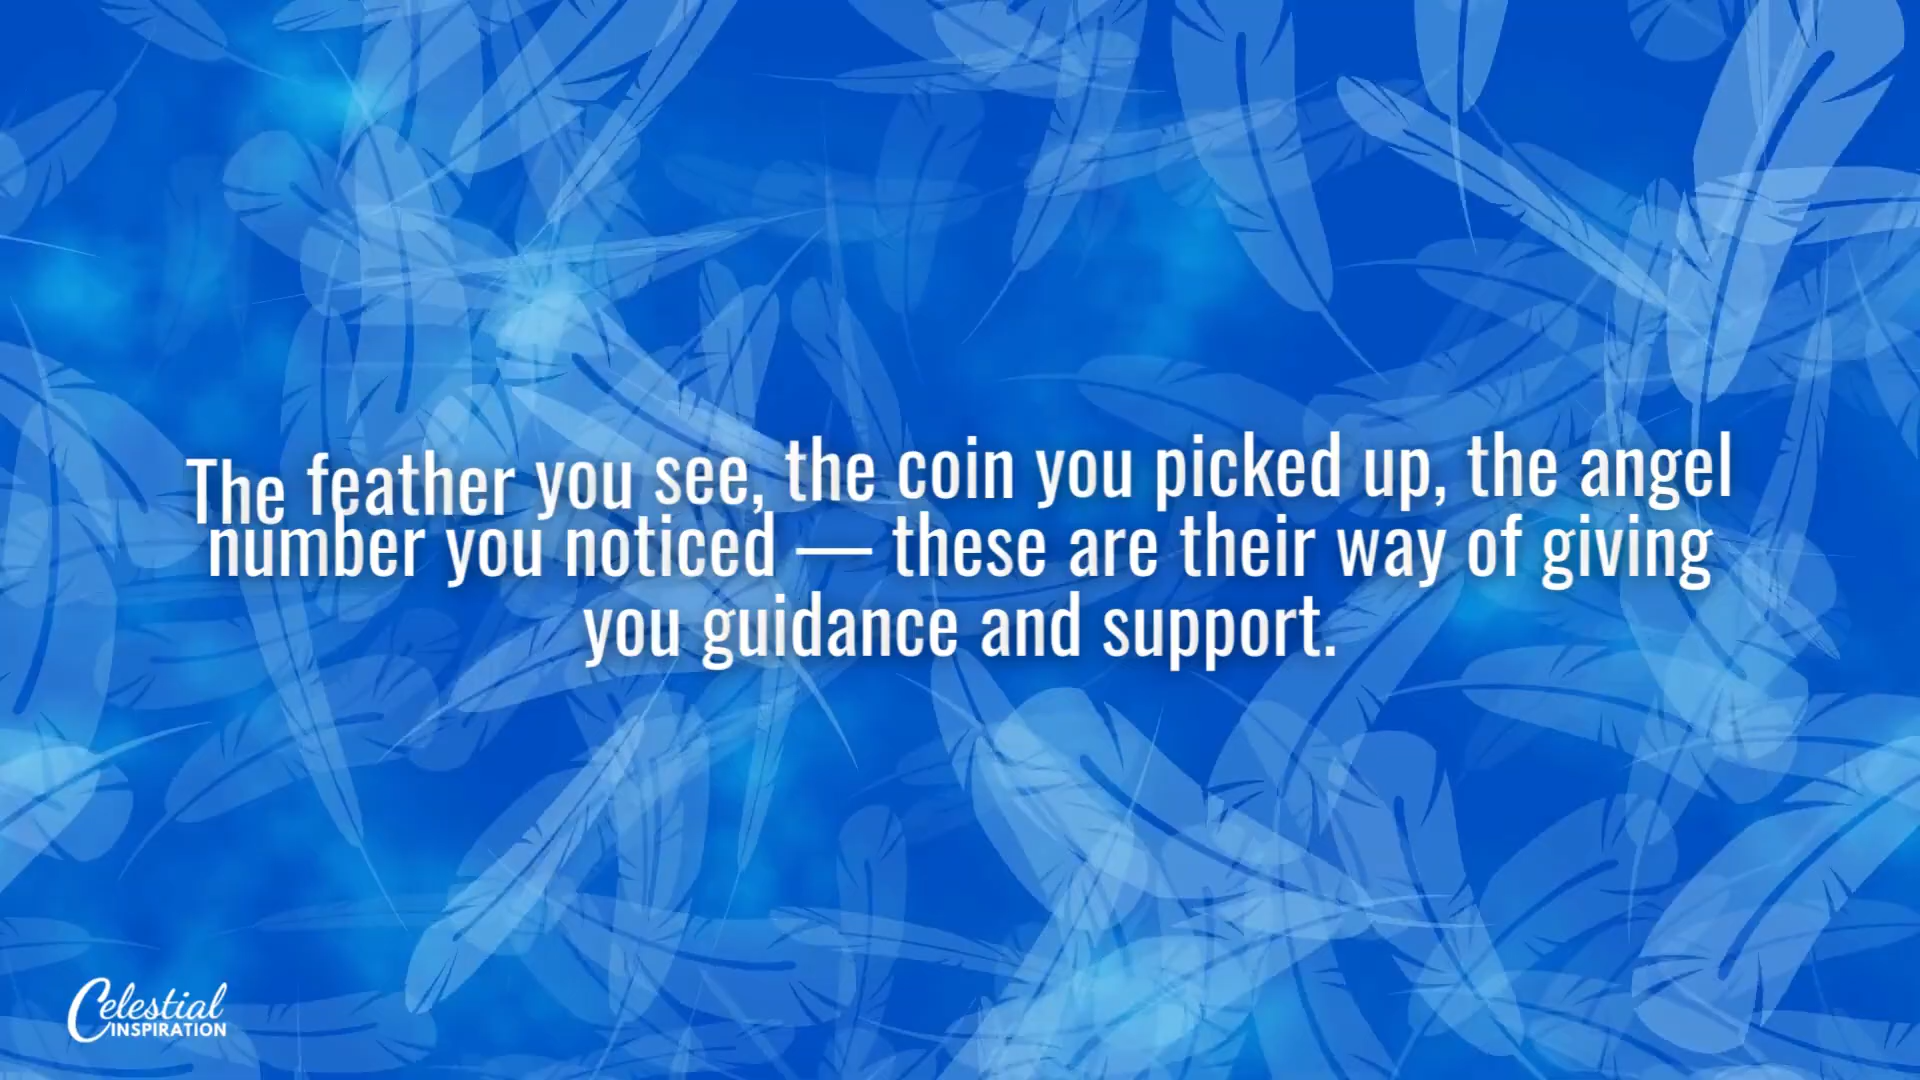 The feather you see, the coin you picked up, the angel
number you noticed — these are their way of giving
you guidance and support.
Celestial
INSPIRATION